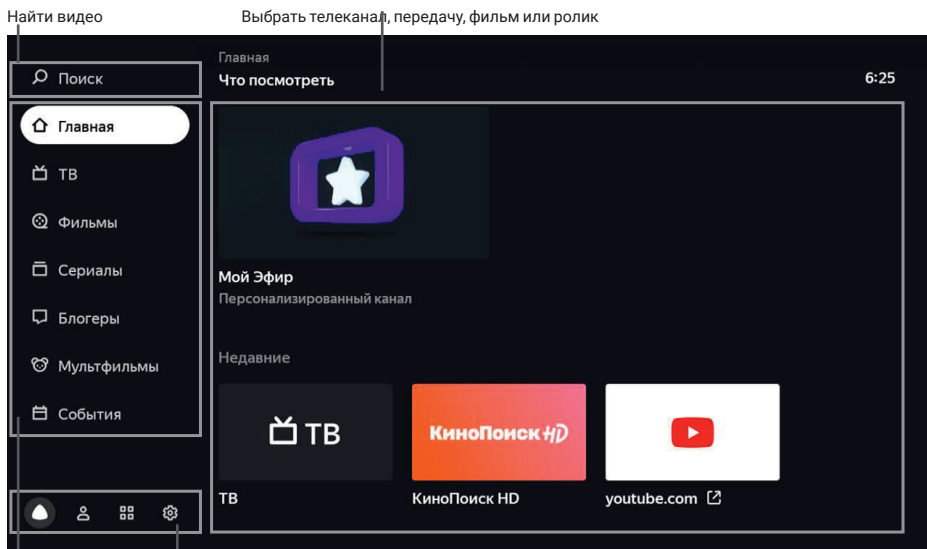 Найти видео
Выбрать телеканал, передачу, фильм или ролик
Поиск
Главная
Что посмотреть
6:25
Главная
ТВ
Фильмы
Сериалы
Блогеры
Мультфильмы
События
Мой Эфир
Персонализированный канал
Недавние
ТВ
КиноПоиск HD
ТВ
КиноПоиск HD
youtube.com